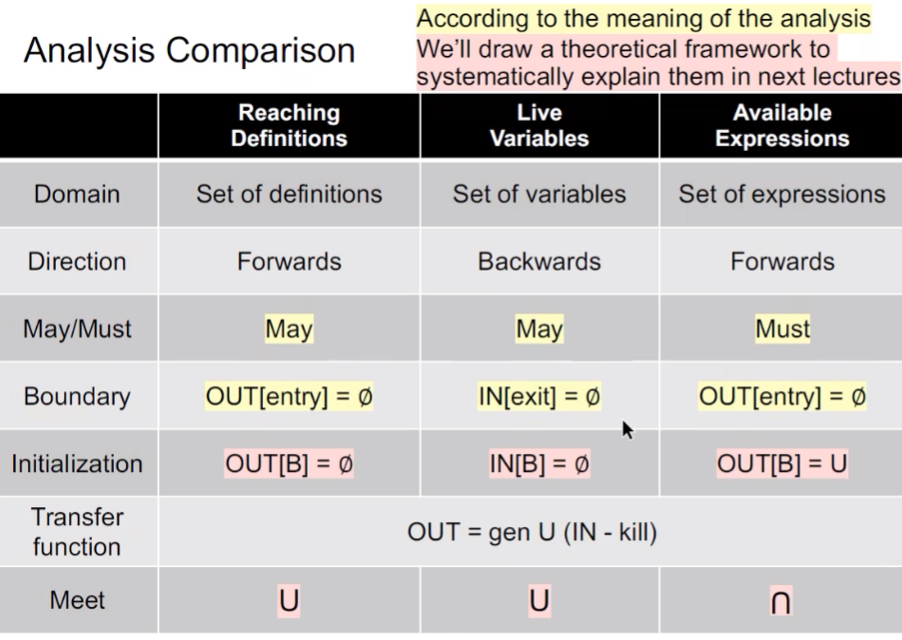 Analysis Comparison
According to the meaning of the analysis
We'll draw a theoretical framework to
systematically explain them in next lectures
Reaching
Definitions
Live
Variables
Available
Expressions
Domain
Set of definitions
Set of variables
Set of expressions
Direction
Forwards
Backwards
Forwards
May/Must
May
May
Must
Boundary
OUT[entry] = ∅
IN[exit] = ∅
OUT[entry] = ∅
Initialization
OUT[B] = ∅
IN[B] = ∅
OUT[B] = U
Transfer
function
OUT = gen U (IN - kill)
Meet
∪
∪
∩